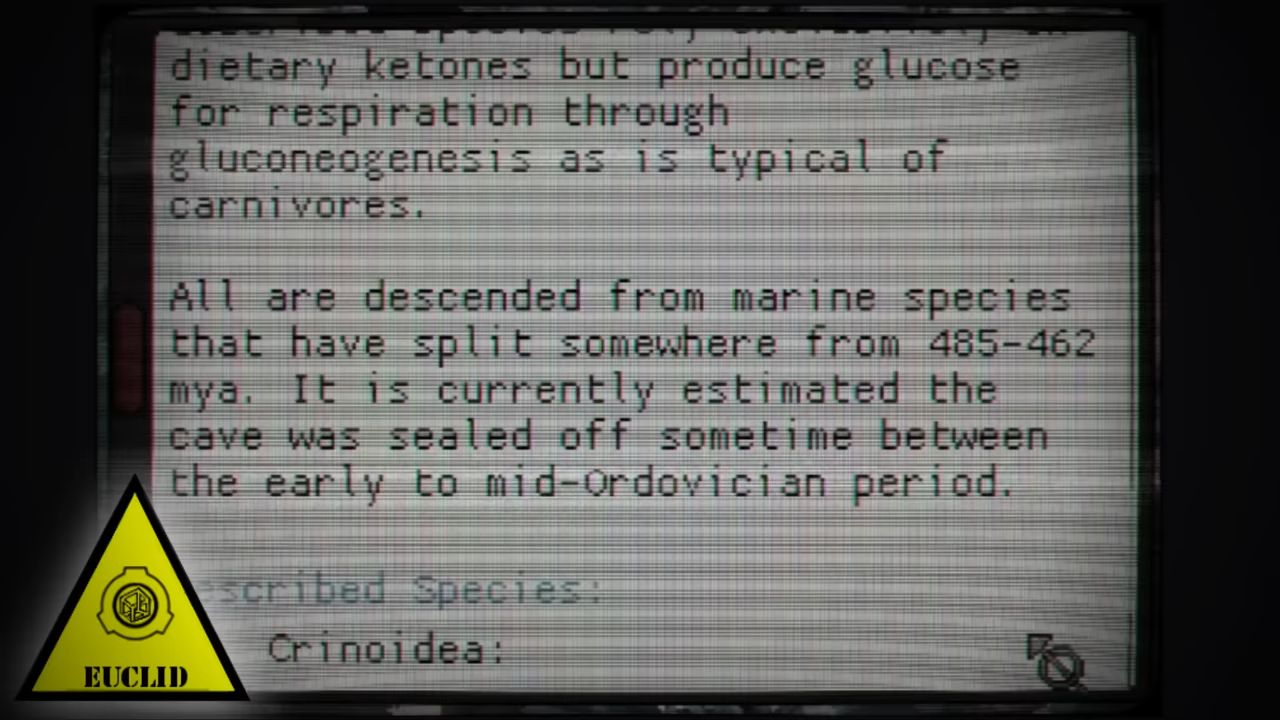 dietary ketones but produce glucose
for respiration through
gluconeogenesis as is typical of
carnivores.
All are descended from marine species
that have split somewhere from 485-462
mya. It is currently estimated the
cave was sealed off sometime between
the early to mid-Ordovician period.
escribed Species:
Crinoidea:
EUCLID